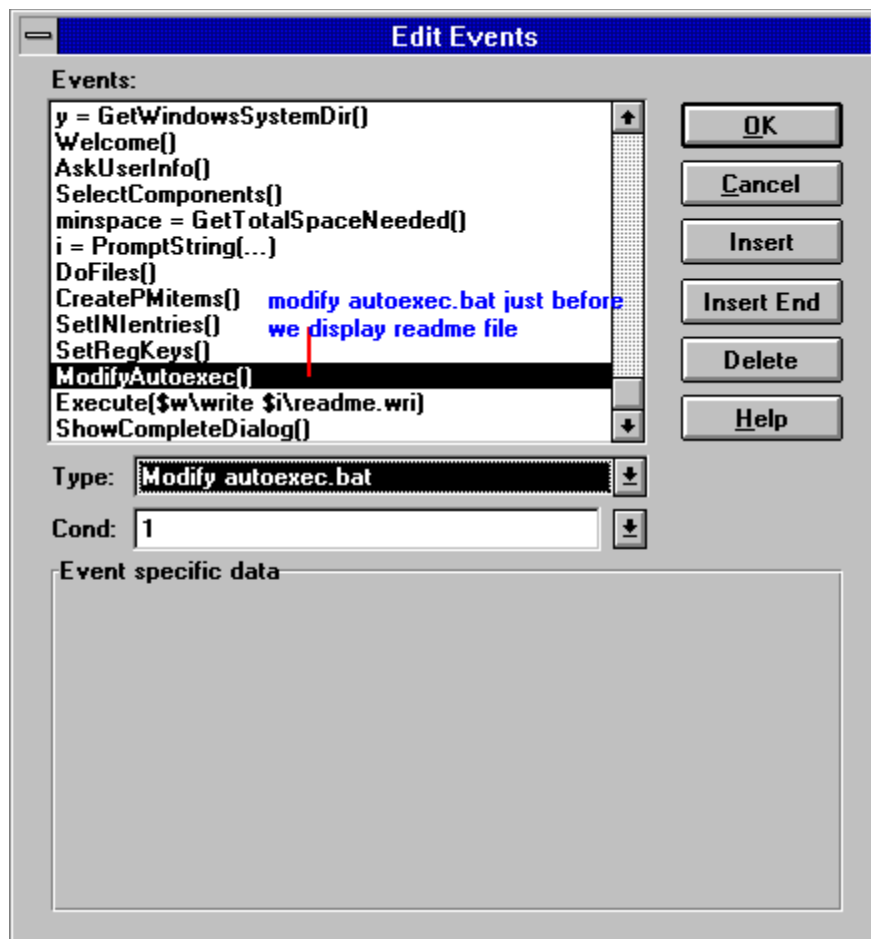 Edit Events
Events:
y = GetWindowsSystemDir()
Welcome()
AskUserInfo()
SelectComponents()
minspace = GetTotalSpaceNeeded()
i = PromptString(...)
DoFiles()
CreatePMitems()
modify autoexec.bat just before
SetINIentries()
we display readme file
SetRegKeys()
ModifyAutoexec()
Execute($w\write $i\readme.wri)
ShowCompleteDialog()
OK
Cancel
Insert
Insert End
Delete
Help
Type: Modify autoexec.bat
Cond: 1
Event specific data